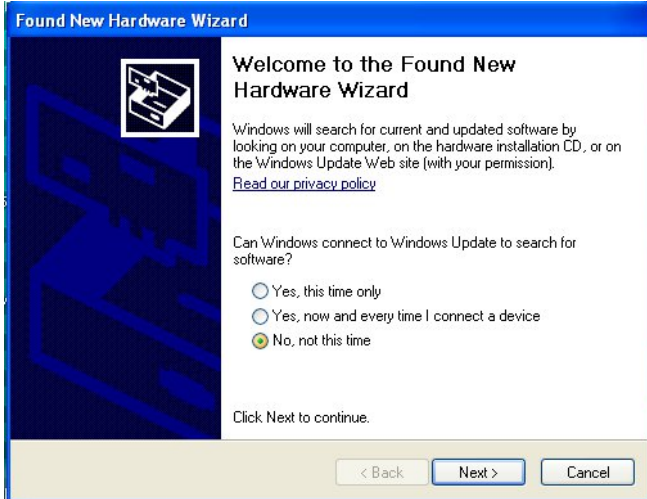 Found New Hardware Wizard
Welcome to the Found New
Hardware Wizard
Windows will search for current and updated software by
looking on your computer, on the hardware installation CD, or on
the Windows Update Web site (with your permission).
Read our privacy policy
Can Windows connect to Windows Update to search for
software?
Yes, this time only
Yes, now and every time I connect a device
No, not this time
Click Next to continue.
< Back
Next >
Cancel